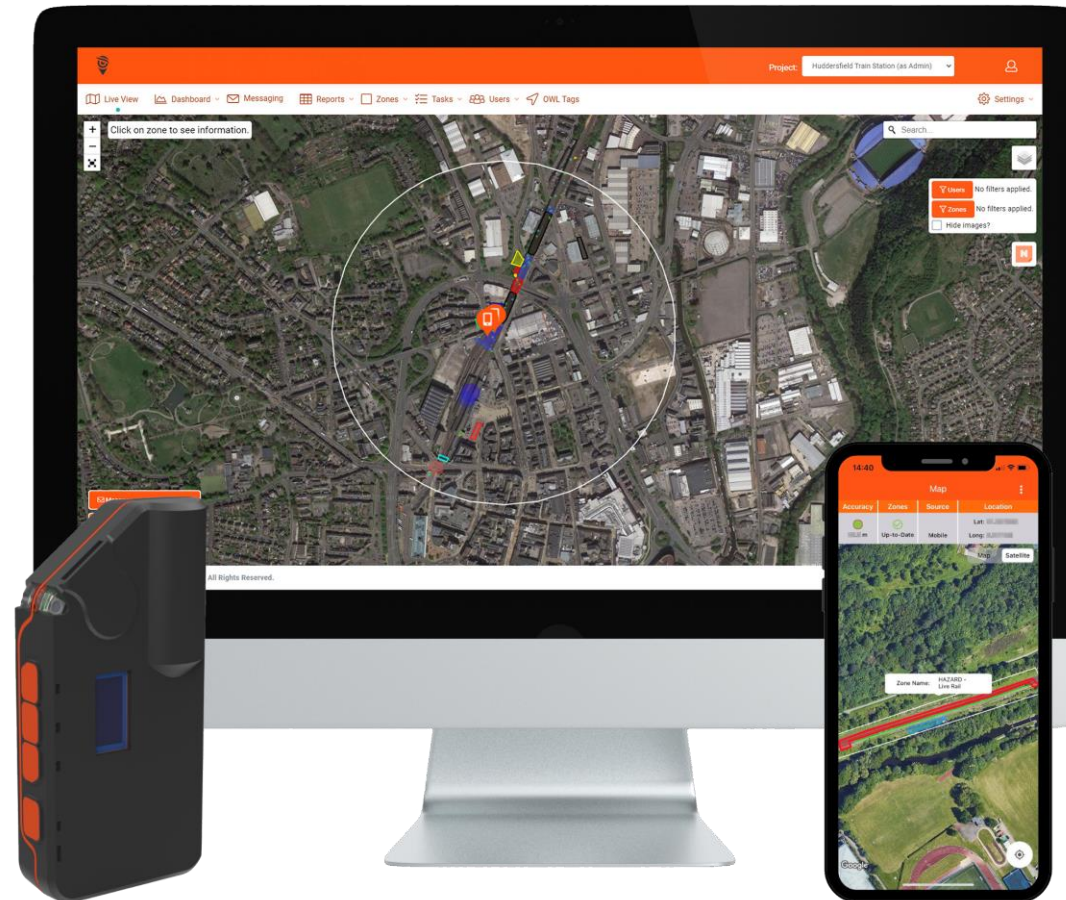 Project: Huddersfield Train Station (as Admin)
Live View Dashboard Messaging Reports Zones Tasks Users OWL Tags Settings
+ Click on zone to see information.
−
Search...
Users No filters applied.
Zones No filters applied.
Hide images?
All Rights Reserved.
14:40
Map
Accuracy Zones Source Location
Lat:
m Up-to-Date Mobile
Long:
Map Satellite
Zone Name: HAZARD -
Live Rail
Google